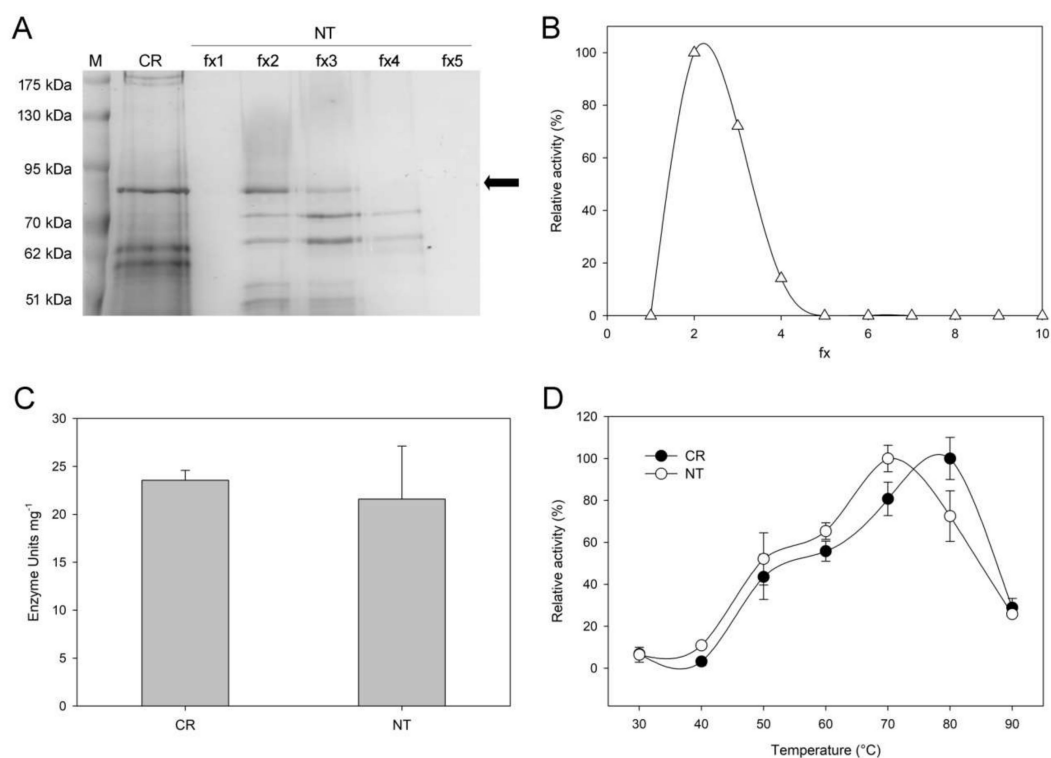 A
NT
M CR fx1 fx2 fx3 fx4 fx5
175 kDa
130 kDa
95 kDa
70 kDa
62 kDa
51 kDa
B
Relative activity (%)
100
80
60
40
20
0
0 2 4 6 8 10
fx
C
Enzyme Units mg⁻¹
30
25
20
15
10
5
0
CR NT
D
Relative activity (%)
120
100
80
60
40
20
0
CR
NT
30 40 50 60 70 80 90
Temperature (°C)